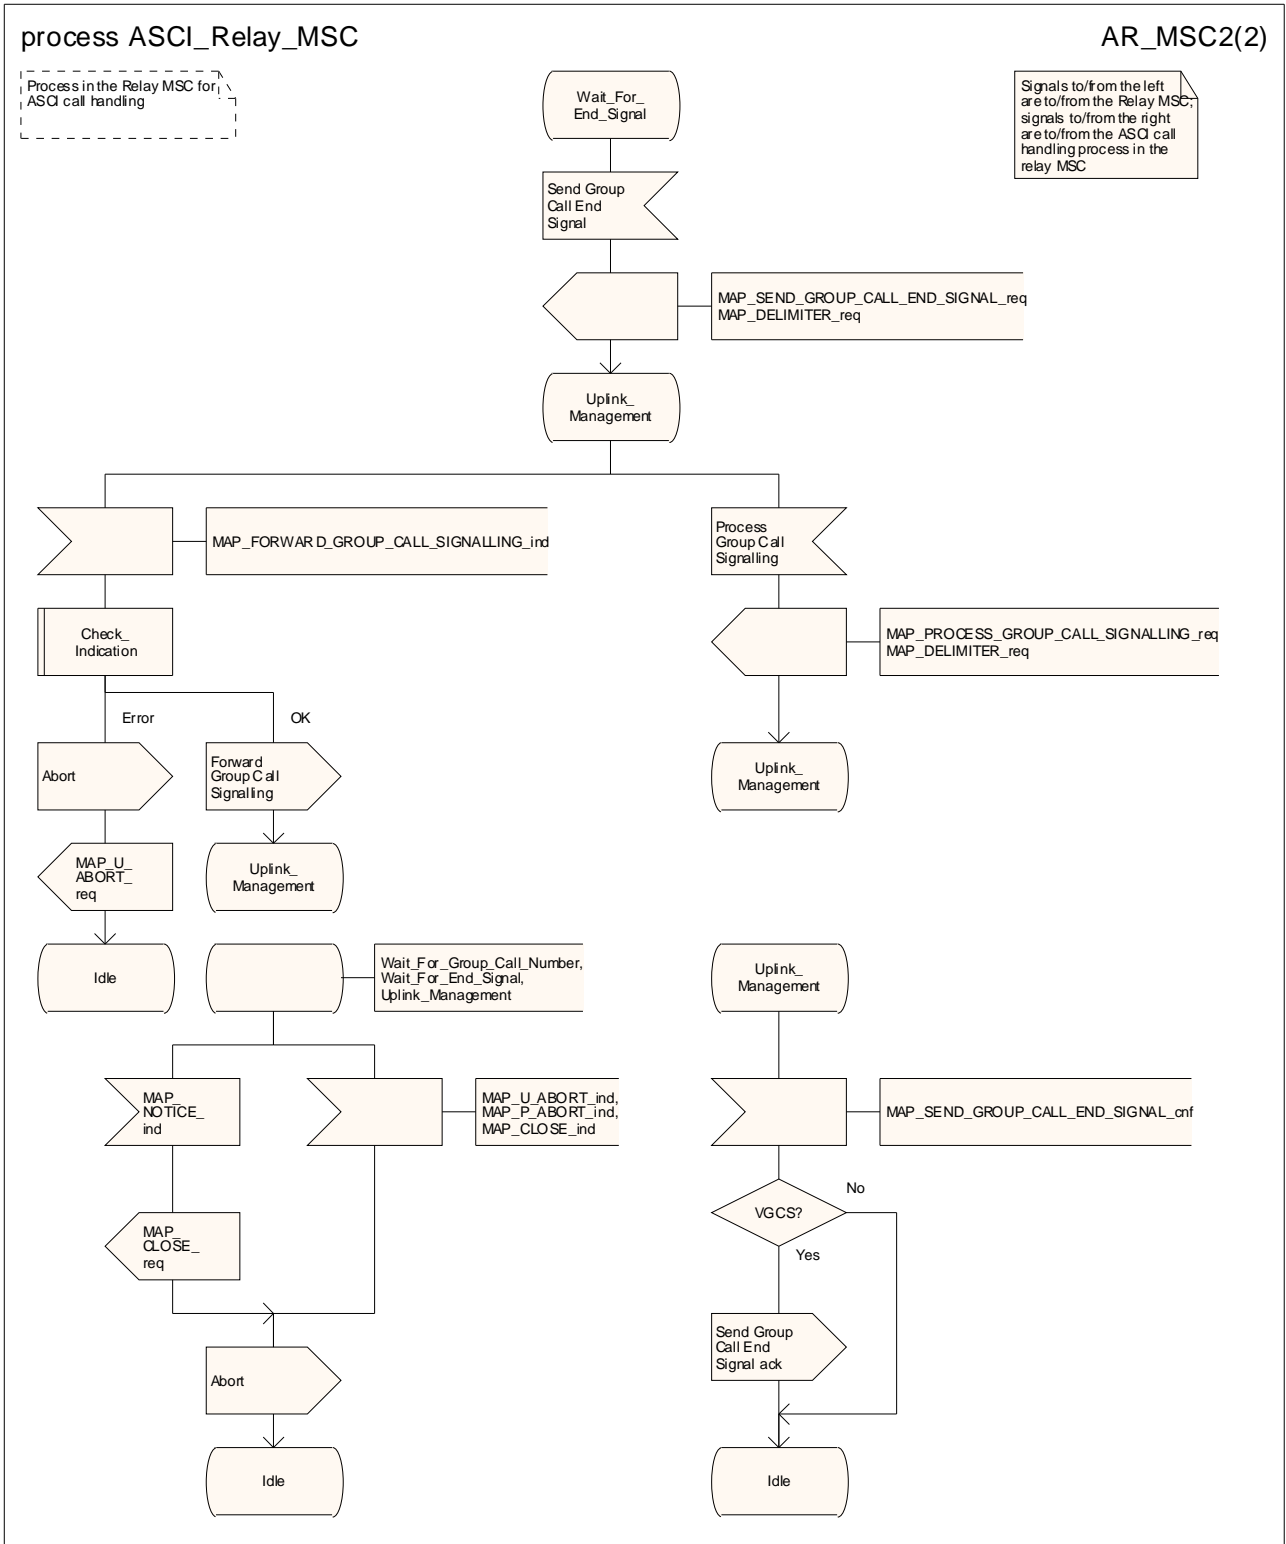 process ASCI_Relay_MSC
AR_MSC2(2)
Process in the Relay MSC for
ASCI call handling
Wait_For_
End_Signal
Signals to/from the left
are to/from the Relay MSC;
signals to/from the right
are to/from the ASCI call
handling process in the
relay MSC
Send Group
Call End
Signal
MAP_SEND_GROUP_CALL_END_SIGNAL_req
MAP_DELIMITER_req
Uplink_
Management
MAP_FORWARD_GROUP_CALL_SIGNALLING_ind
Process
Group Call
Signalling
Check_
Indication
MAP_PROCESS_GROUP_CALL_SIGNALLING_req
MAP_DELIMITER_req
Error
OK
Abort
Forward
Group Call
Signalling
Uplink_
Management
MAP_U_
ABORT_
req
Uplink_
Management
Idle
Wait_For_Group_Call_Number,
Wait_For_End_Signal,
Uplink_Management
Uplink_
Management
MAP_
NOTICE_
ind
MAP_U_ABORT_ind,
MAP_P_ABORT_ind,
MAP_CLOSE_ind
MAP_SEND_GROUP_CALL_END_SIGNAL_cnf
VGCS?
No
Yes
MAP_
CLOSE_
req
Send Group
Call End
Signal ack
Abort
Idle
Idle